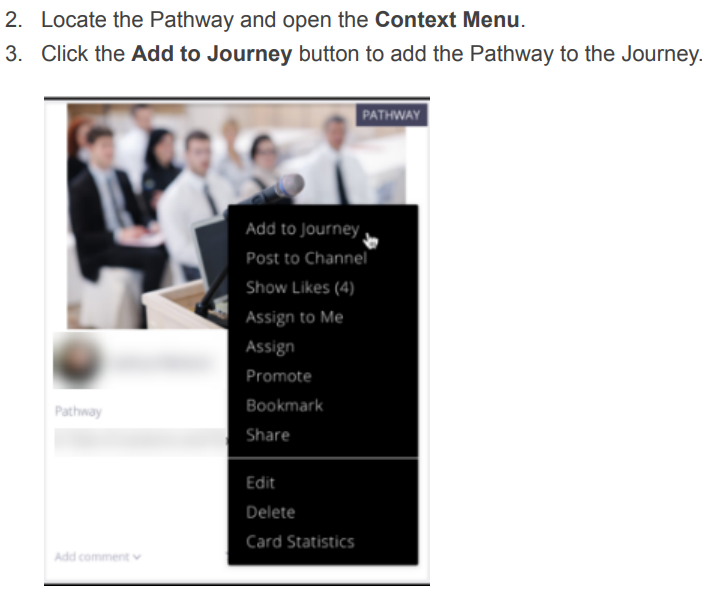 2. Locate the Pathway and open the Context Menu.
3. Click the Add to Journey button to add the Pathway to the Journey.
PATHWAY
Add to Journey
Post to Channel
Show Likes (4)
Assign to Me
Assign
Promote
Bookmark
Share
Pathway
Edit
Delete
Card Statistics
Add comment